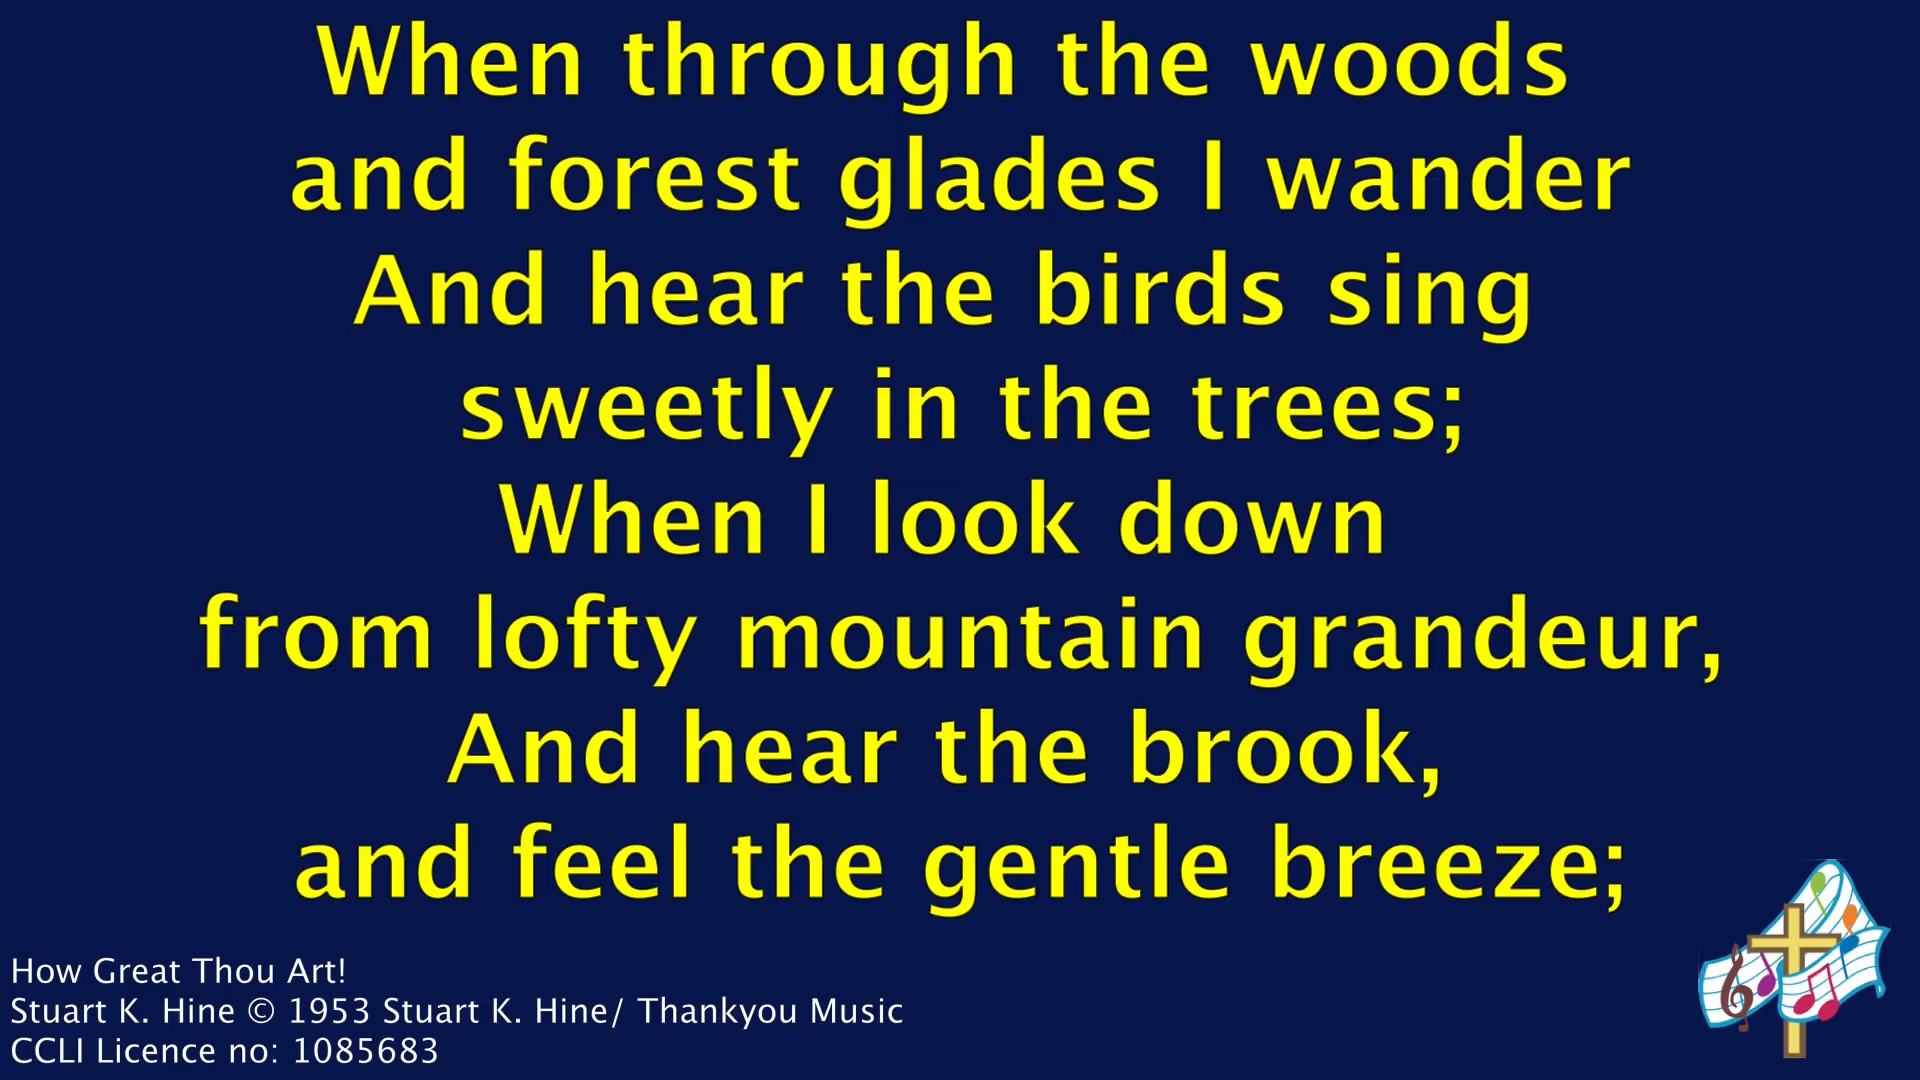 When through the woods
and forest glades I wander
And hear the birds sing
sweetly in the trees;
When I look down
from lofty mountain grandeur,
And hear the brook,
and feel the gentle breeze;
How Great Thou Art!
Stuart K. Hine © 1953 Stuart K. Hine/ Thankyou Music
CCLI Licence no: 1085683